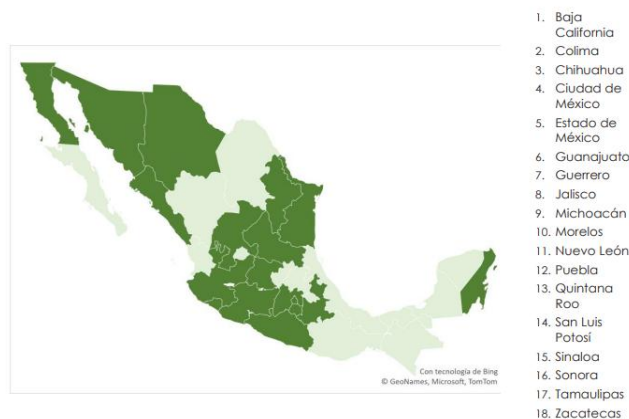 1. Baja
California
2. Colima
3. Chihuahua
4. Ciudad de
México
5. Estado de
México
6. Guanajuato
7. Guerrero
8. Jalisco
9. Michoacán
10. Morelos
11. Nuevo León
12. Puebla
13. Quintana
Roo
14. San Luis
Potosí
15. Sinaloa
16. Sonora
17. Tamaulipas
18. Zacatecas
Con tecnología de Bing
© GeoNames, Microsoft, TomTom